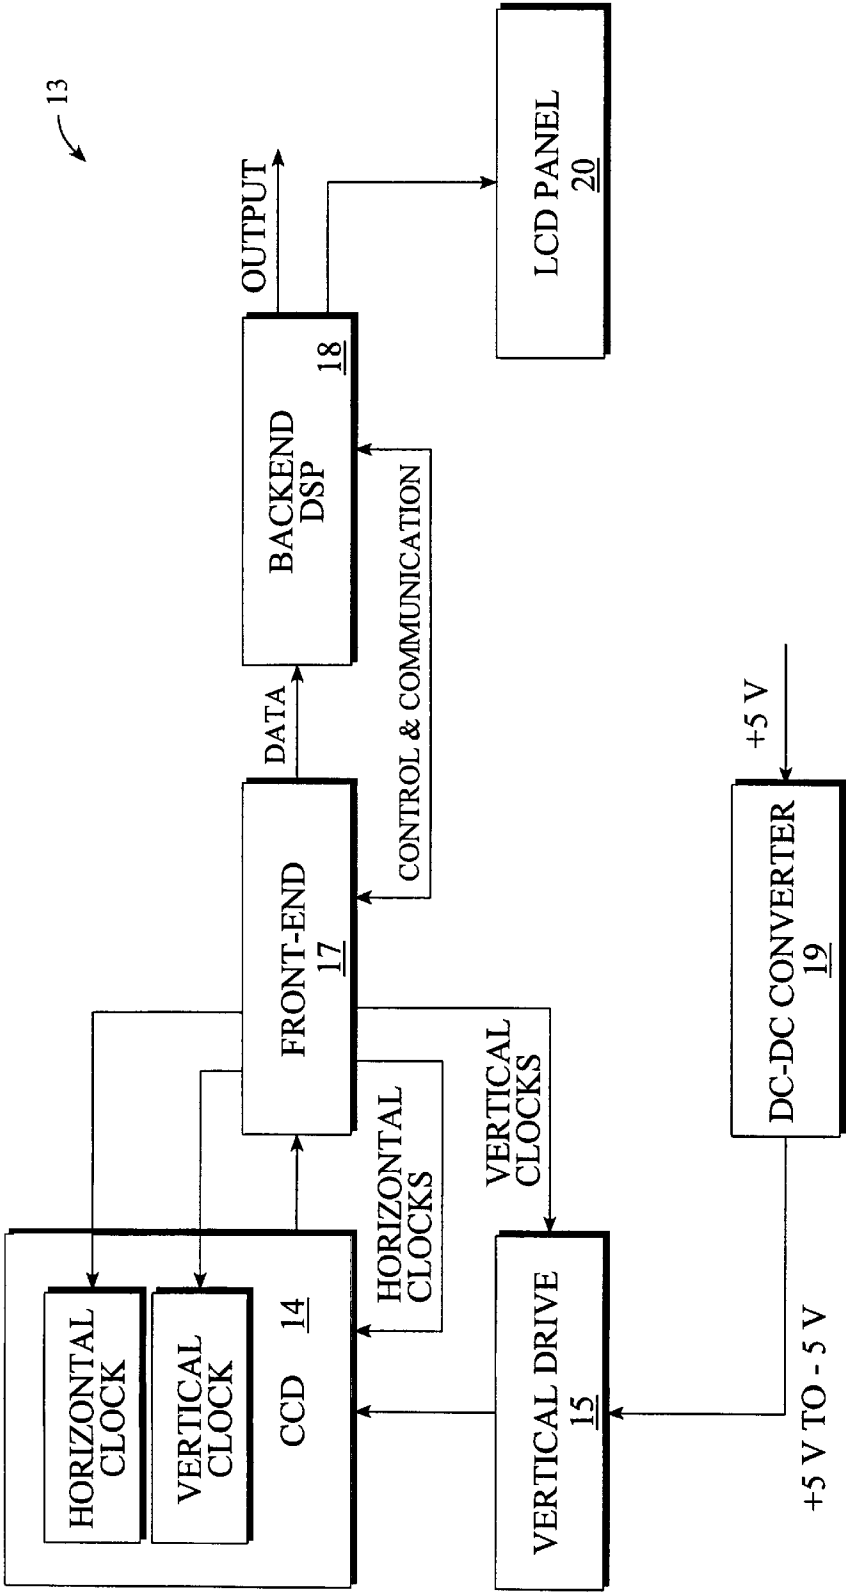 13
HORIZONTAL
CLOCK
VERTICAL
CLOCK
CCD
14
FRONT-END
17
DATA
BACKEND
DSP
18
OUTPUT
HORIZONTAL
CLOCKS
CONTROL & COMMUNICATION
VERTICAL
CLOCKS
VERTICAL DRIVE
15
LCD PANEL
20
+5 V TO - 5 V
DC-DC CONVERTER
19
+5 V